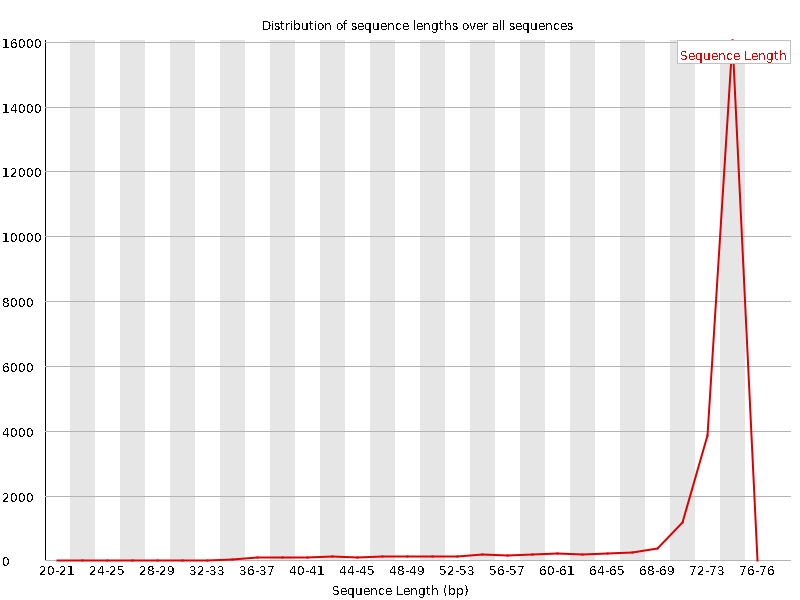 Distribution of sequence lengths over all sequences
Sequence Length
16000
14000
12000
10000
8000
6000
4000
2000
0
20-21 24-25 28-29 32-33 36-37 40-41 44-45 48-49 52-53 56-57 60-61 64-65 68-69 72-73 76-76
Sequence Length (bp)